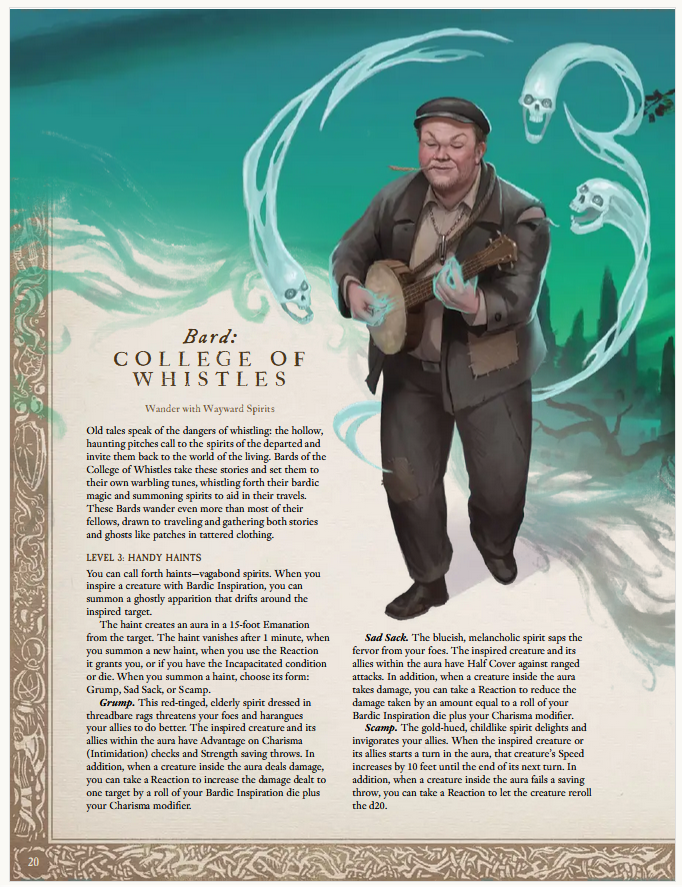 Bard:
COLLEGE OF
WHISTLES
Wander with Wayward Spirits
Old tales speak of the dangers of whistling: the hollow,
haunting pitches call to the spirits of the departed and
invite them back to the world of the living. Bards of the
College of Whistles take these stories and set them to
their own warbling tunes, whistling forth their bardic
magic and summoning spirits to aid in their travels.
These Bards wander even more than most of their
fellows, drawn to traveling and gathering both stories
and ghosts like patches in tattered clothing.
LEVEL 3: HANDY HAINTS
You can call forth haints—vagabond spirits. When you
inspire a creature with Bardic Inspiration, you can
summon a ghostly apparition that drifts around the
inspired target.
The haint creates an aura in a 15-foot Emanation
from the target. The haint vanishes after 1 minute, when
you summon a new haint, when you use the Reaction
it grants you, or if you have the Incapacitated condition
or die. When you summon a haint, choose its form:
Grump, Sad Sack, or Scamp.
Grump. This red-tinged, elderly spirit dressed in
threadbare rags threatens your foes and harangues
your allies to do better. The inspired creature and its
allies within the aura have Advantage on Charisma
(Intimidation) checks and Strength saving throws. In
addition, when a creature inside the aura deals damage,
you can take a Reaction to increase the damage dealt to
one target by a roll of your Bardic Inspiration die plus
your Charisma modifier.
Sad Sack. The blueish, melancholic spirit saps the
fervor from your foes. The inspired creature and its
allies within the aura have Half Cover against ranged
attacks. In addition, when a creature inside the aura
takes damage, you can take a Reaction to reduce the
damage taken by an amount equal to a roll of your
Bardic Inspiration die plus your Charisma modifier.
Scamp. The gold-hued, childlike spirit delights and
invigorates your allies. When the inspired creature or
its allies starts a turn in the aura, that creature's Speed
increases by 10 feet until the end of its next turn. In
addition, when a creature inside the aura fails a saving
throw, you can take a Reaction to let the creature reroll
the d20.
20